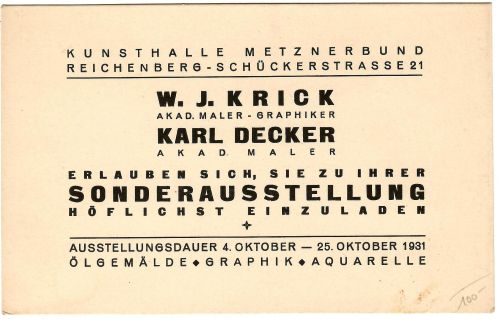 KUNSTHALLE METZNERBUND
REICHENBERG - SCHÜCKERSTRASSE 21
W. J. KRICK
AKAD. MALER - GRAPHIKER
KARL DECKER
AKAD. MALER
ERLAUBEN SICH, SIE ZU IHRER
SONDERAUSSTELLUNG
HÖFLICHST EINZULADEN
AUSSTELLUNGSDAUER 4. OKTOBER — 25. OKTOBER 1931
ÖLGEMÄLDE ◆ GRAPHIK ◆ AQUARELLE
100-